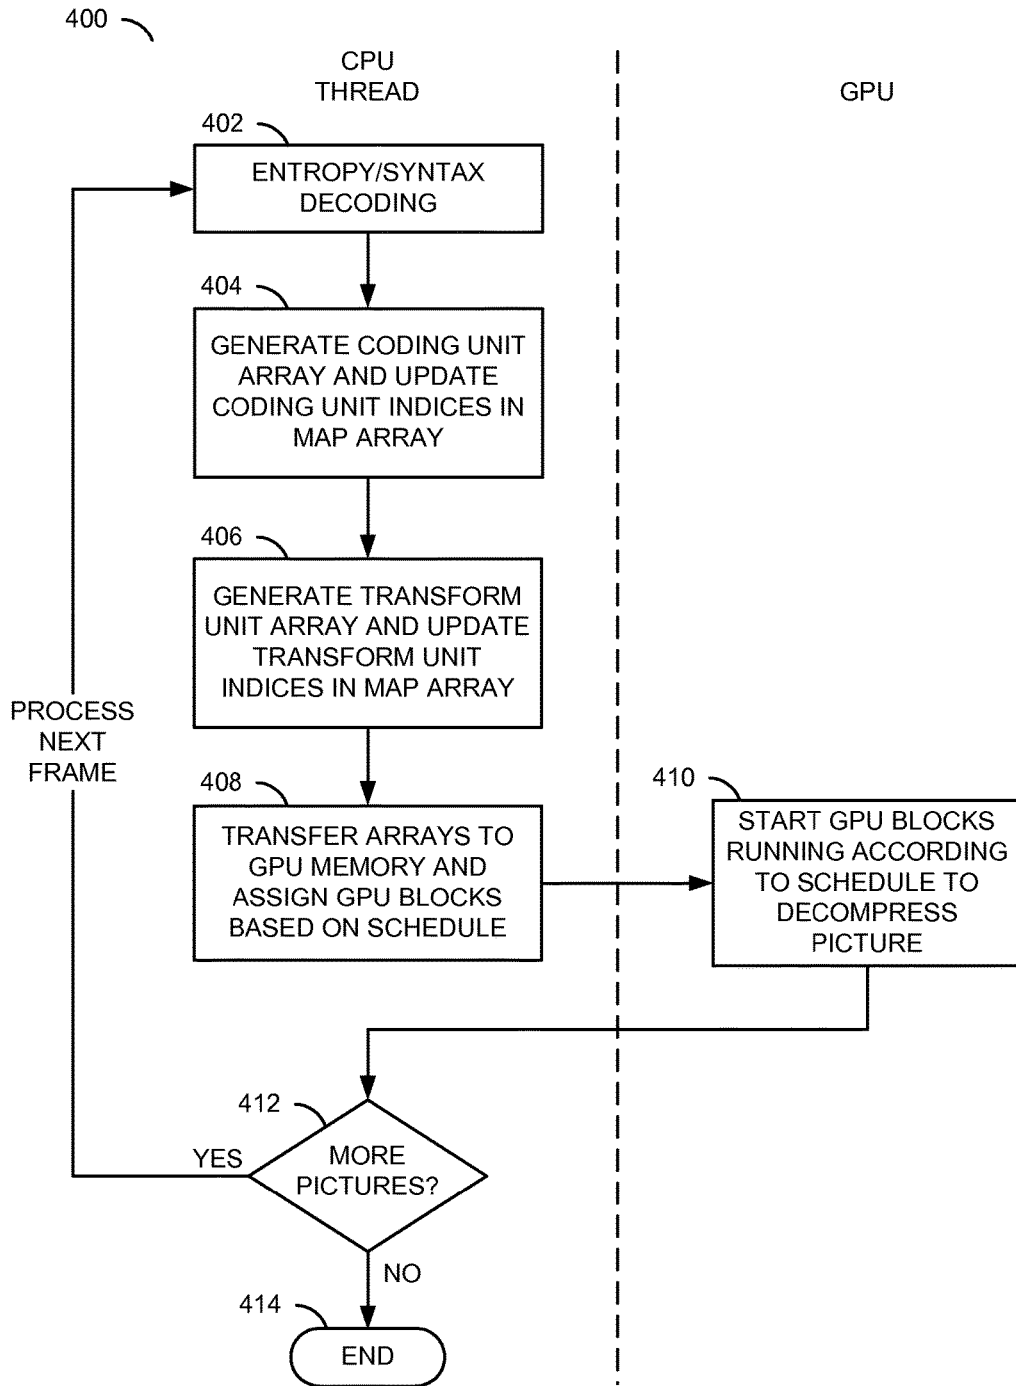 400
CPU
THREAD
GPU
402
ENTROPY/SYNTAX
DECODING
404
GENERATE CODING UNIT
ARRAY AND UPDATE
CODING UNIT INDICES IN
MAP ARRAY
406
GENERATE TRANSFORM
UNIT ARRAY AND UPDATE
TRANSFORM UNIT
INDICES IN MAP ARRAY
PROCESS
NEXT
FRAME
408
TRANSFER ARRAYS TO
GPU MEMORY AND
ASSIGN GPU BLOCKS
BASED ON SCHEDULE
410
START GPU BLOCKS
RUNNING ACCORDING
TO SCHEDULE TO
DECOMPRESS
PICTURE
412
MORE
PICTURES?
YES
NO
414
END